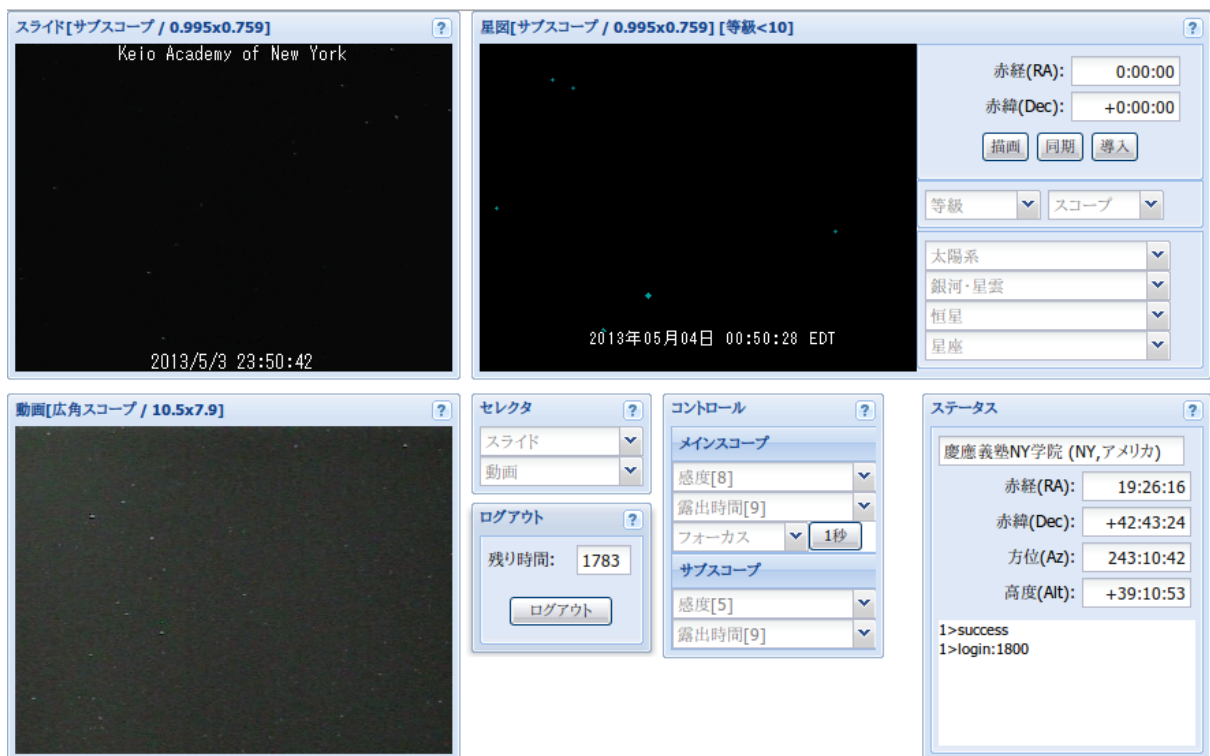 スライド[サブスコープ / 0.995x0.759]
?
Keio Academy of New York
2013/5/3 23:50:42
星図[サブスコープ / 0.995x0.759] [等級<10]
?
2013年05月04日 00:50:28 EDT
赤経(RA): 0:00:00
赤緯(Dec): +0:00:00
描画 同期 導入
等級 スコープ
太陽系
銀河・星雲
恒星
星座
動画[広角スコープ / 10.5x7.9]
?
セレクタ
?
スライド
動画
ログアウト
?
残り時間: 1783
ログアウト
コントロール
?
メインスコープ
感度[8]
露出時間[9]
フォーカス 1秒
サブスコープ
感度[5]
露出時間[9]
ステータス
?
慶應義塾NY学院 (NY,アメリカ)
赤経(RA): 19:26:16
赤緯(Dec): +42:43:24
方位(Az): 243:10:42
高度(Alt): +39:10:53
1>success
1>login:1800